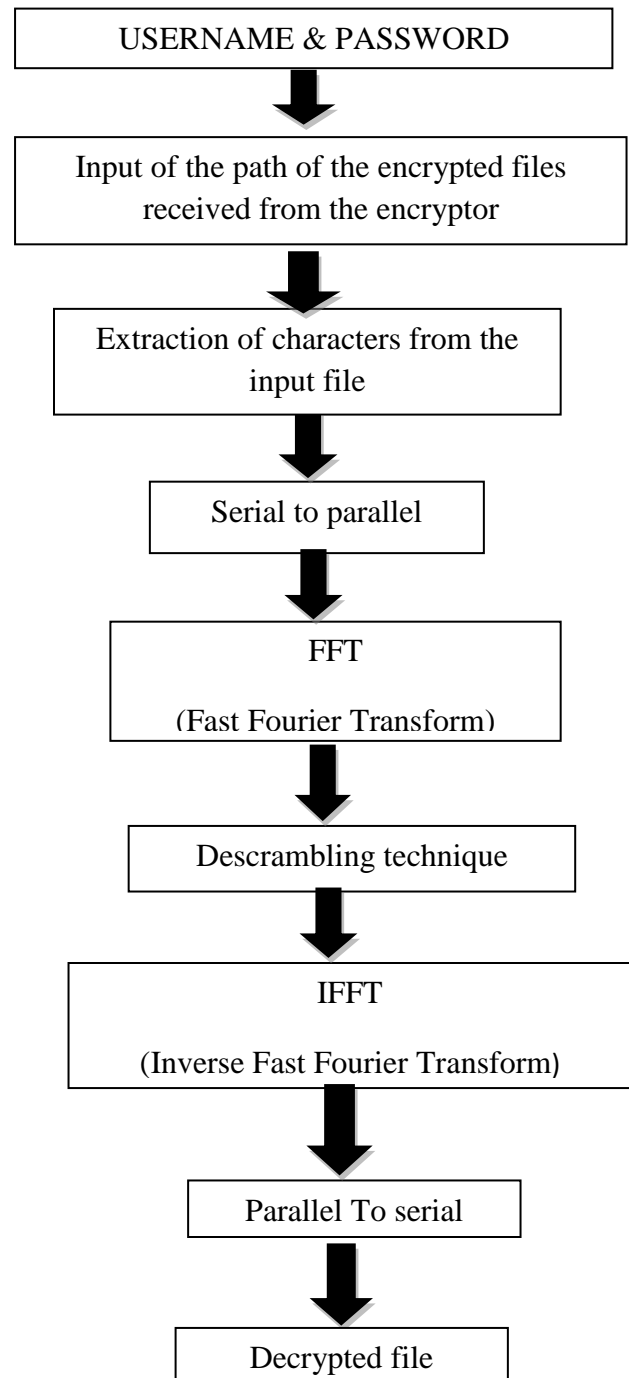 USERNAME & PASSWORD
Input of the path of the encrypted files
received from the encryptor
Extraction of characters from the
input file
Serial to parallel
FFT
(Fast Fourier Transform)
Descrambling technique
IFFT
(Inverse Fast Fourier Transform)
Parallel To serial
Decrypted file